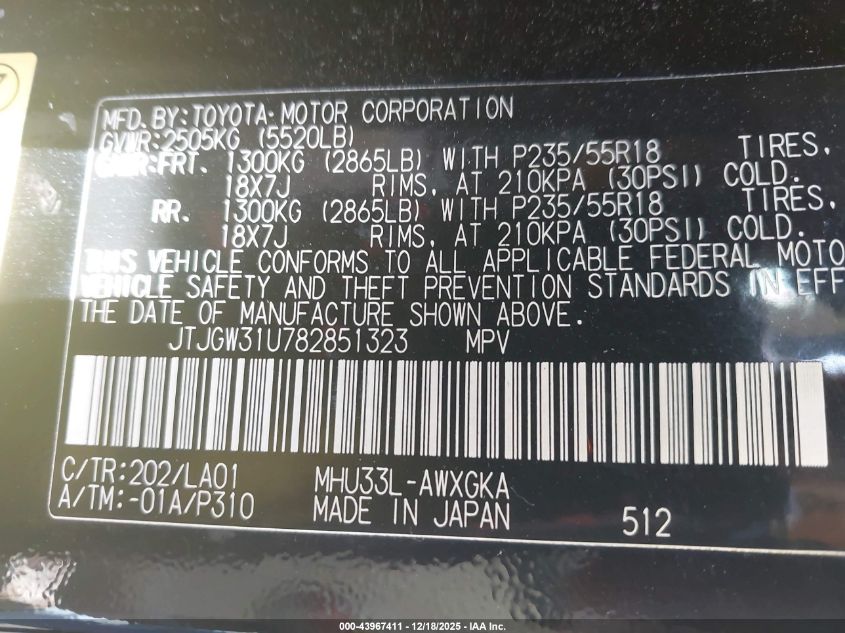 MFD. BY: TOYOTA MOTOR CORPORATION
GVWR: 2505KG (5520LB)
GAWR: FRT. 1300KG (2865LB) WITH P235/55R18 TIRES,
18X7J RIMS, AT 210KPA (30PSI) COLD.
RR. 1300KG (2865LB) WITH P235/55R18 TIRES,
18X7J RIMS, AT 210KPA (30PSI) COLD.
THIS VEHICLE CONFORMS TO ALL APPLICABLE FEDERAL MOTO
VEHICLE SAFETY AND THEFT PREVENTION STANDARDS IN EFF
THE DATE OF MANUFACTURE SHOWN ABOVE.
JTJGW31U782851323 MPV
C/TR: 202/LA01 MHU33L-AWXGKA
A/TM: -01A/P310 MADE IN JAPAN 512
000-43967411 - 12/18/2025 - IAA Inc.